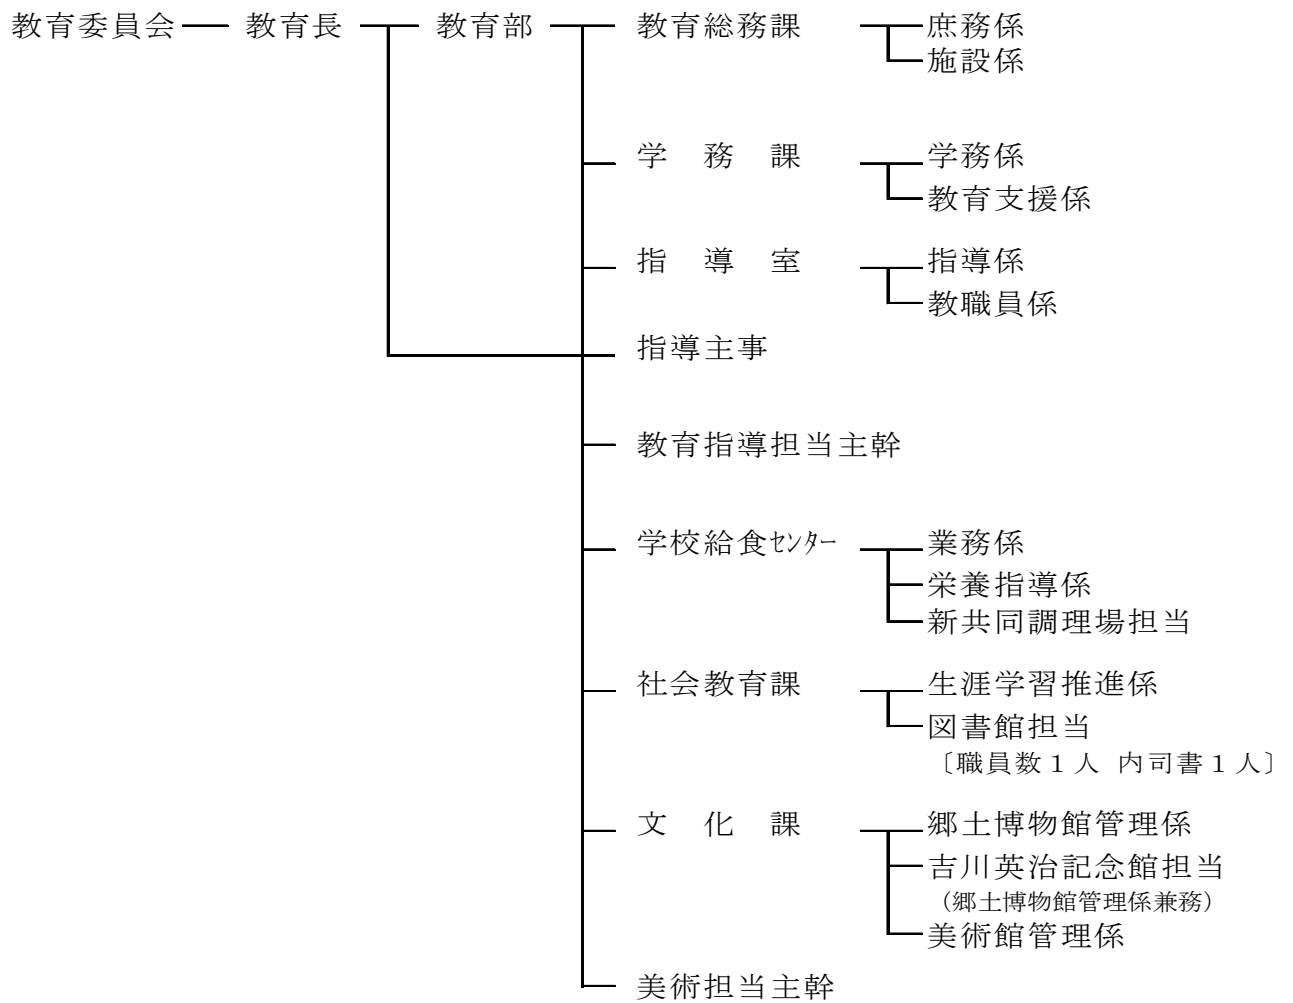 教育委員会 教育長 教育部 教育総務課 庶務係
施設係
学務課 学務係
教育支援係
指導室 指導係
教職員係
指導主事
教育指導担当主幹
学校給食ｾﾝﾀｰ 業務係
栄養指導係
新共同調理場担当
社会教育課 生涯学習推進係
図書館担当
〔職員数１人 内司書１人〕
文化課 郷土博物館管理係
吉川英治記念館担当
（郷土博物館管理係兼務）
美術館管理係
美術担当主幹